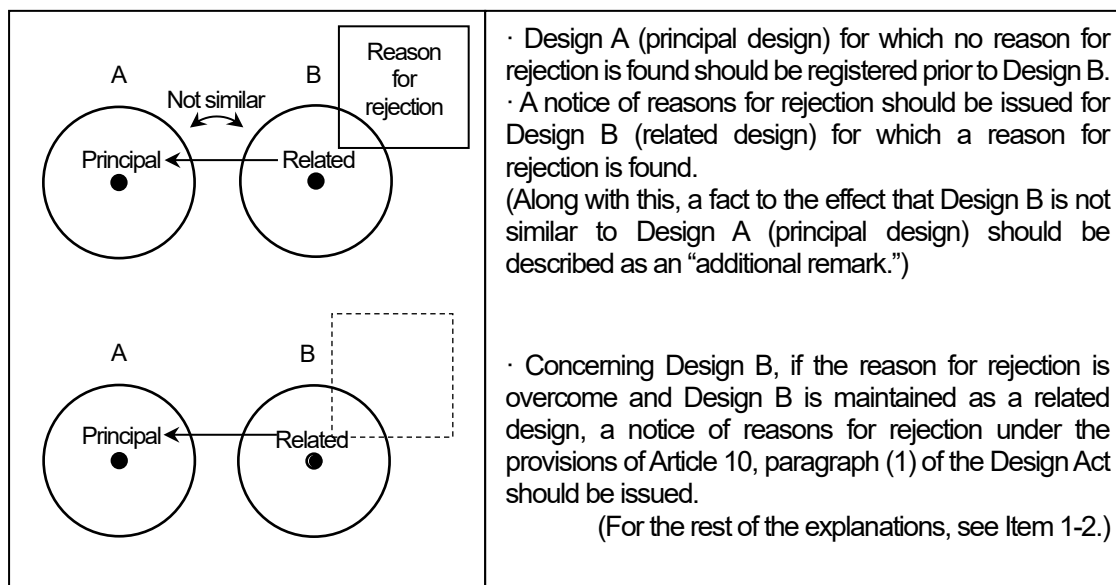 A
B
Reason
for
rejection
Not similar
Principal
Related
· Design A (principal design) for which no reason for
rejection is found should be registered prior to Design B.
· A notice of reasons for rejection should be issued for
Design B (related design) for which a reason for
rejection is found.
(Along with this, a fact to the effect that Design B is not
similar to Design A (principal design) should be
described as an “additional remark.”)
A
B
Principal
Related
· Concerning Design B, if the reason for rejection is
overcome and Design B is maintained as a related
design, a notice of reasons for rejection under the
provisions of Article 10, paragraph (1) of the Design Act
should be issued.
(For the rest of the explanations, see Item 1-2.)